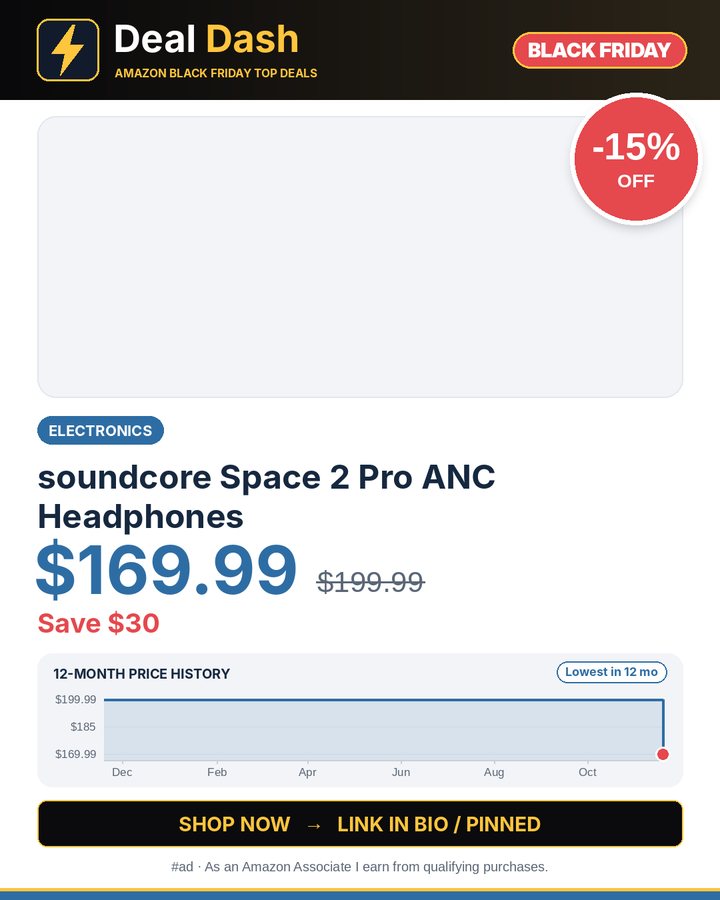 Deal Dash
AMAZON BLACK FRIDAY TOP DEALS
BLACK FRIDAY
-15%
OFF
ELECTRONICS
soundcore Space 2 Pro ANC
Headphones
$169.99 $199.99
Save $30
12-MONTH PRICE HISTORY
Lowest in 12 mo
$199.99
$185
$169.99
Dec Feb Apr Jun Aug Oct
SHOP NOW → LINK IN BIO / PINNED
#ad · As an Amazon Associate I earn from qualifying purchases.